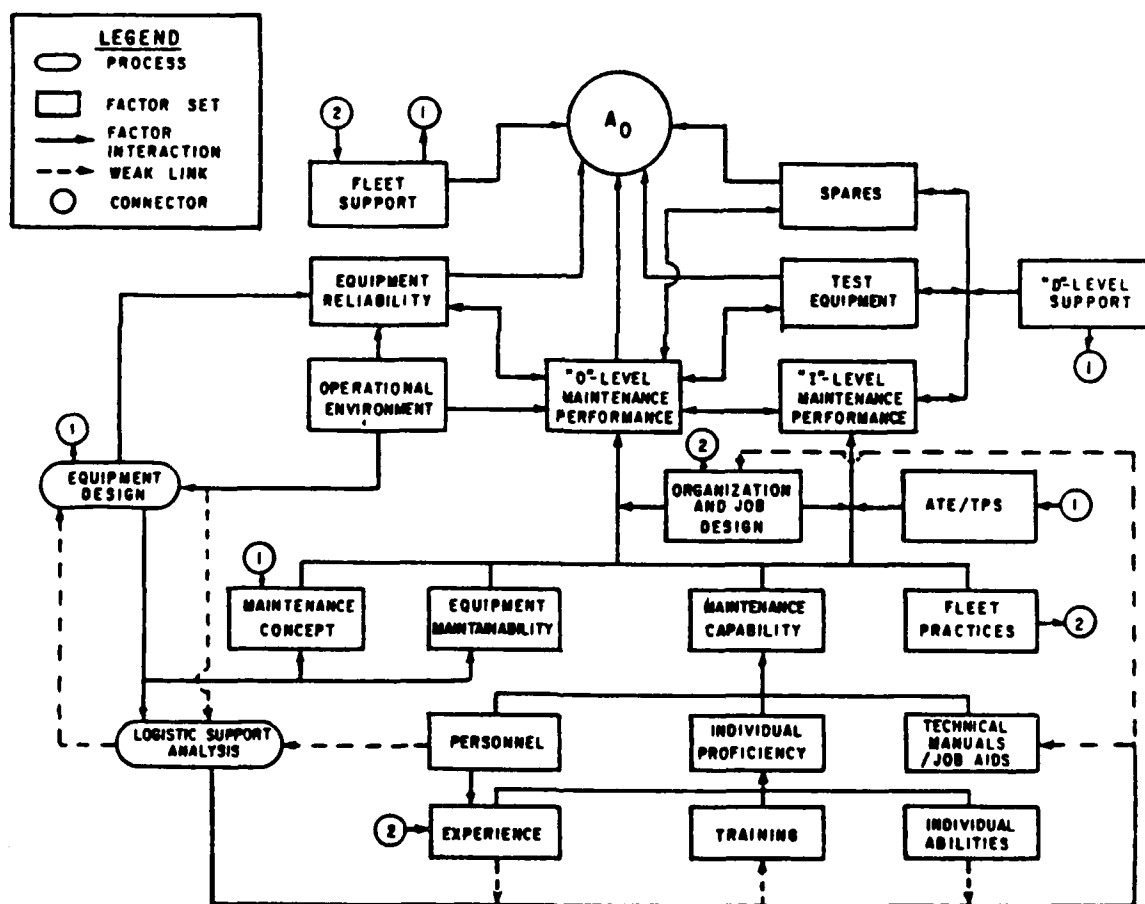 LEGEND
PROCESS
FACTOR SET
FACTOR
INTERACTION
WEAK LINK
CONNECTOR
2
1
A0
FLEET
SUPPORT
SPARES
EQUIPMENT
RELIABILITY
TEST
EQUIPMENT
"D"-LEVEL
SUPPORT
1
OPERATIONAL
ENVIRONMENT
"O"-LEVEL
MAINTENANCE
PERFORMANCE
"I"-LEVEL
MAINTENANCE
PERFORMANCE
1
EQUIPMENT
DESIGN
2
ORGANIZATION
AND JOB
DESIGN
ATE/TPS
1
1
MAINTENANCE
CONCEPT
EQUIPMENT
MAINTAINABILITY
MAINTENANCE
CAPABILITY
FLEET
PRACTICES
2
LOGISTIC SUPPORT
ANALYSIS
PERSONNEL
INDIVIDUAL
PROFICIENCY
TECHNICAL
MANUALS
/JOB AIDS
2
EXPERIENCE
TRAINING
INDIVIDUAL
ABILITIES